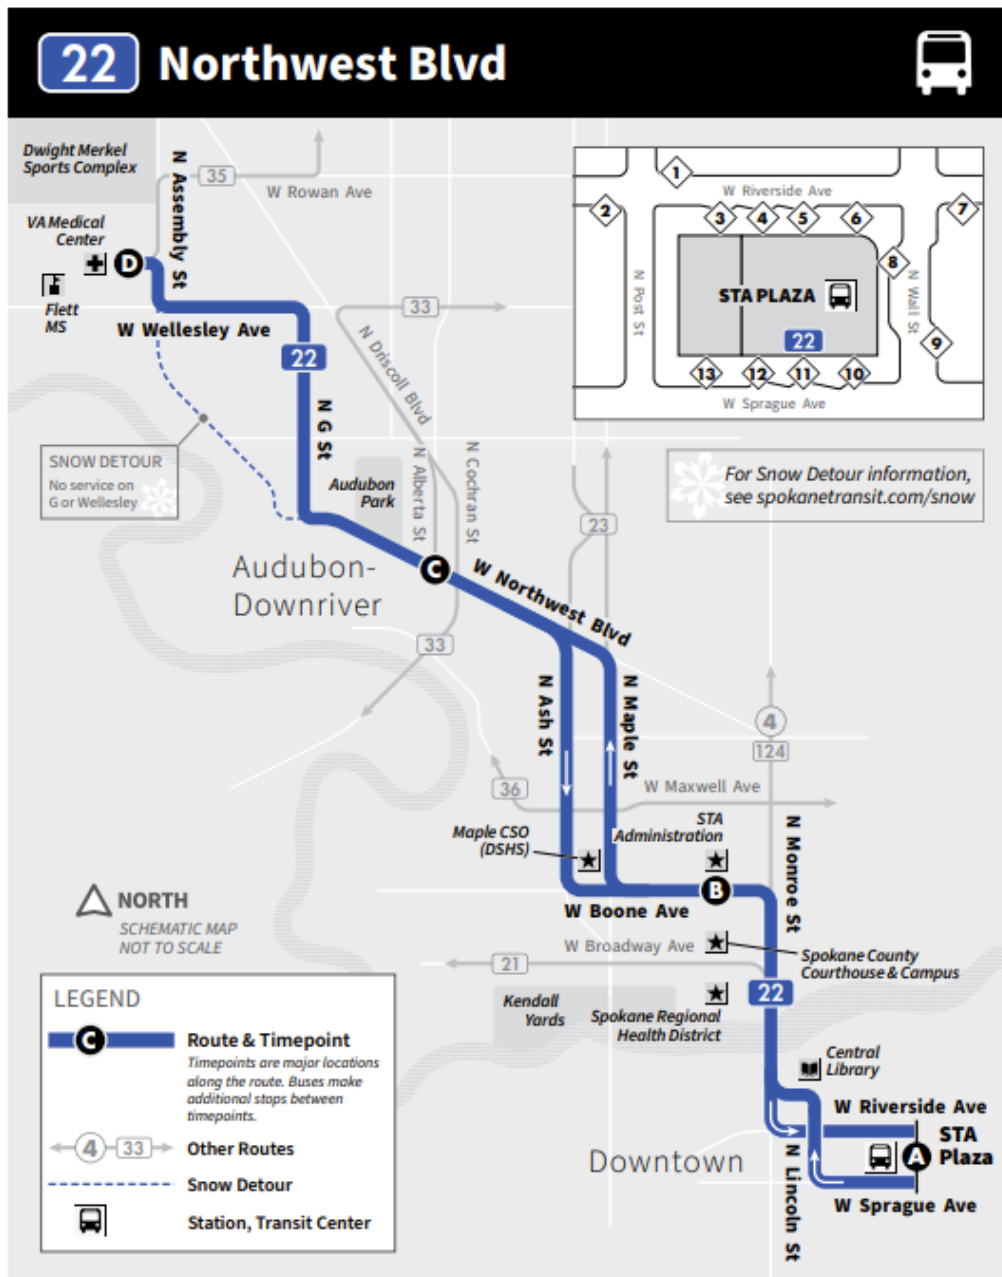 22 Northwest Blvd
Dwight Merkel
Sports Complex
N Assembly St
35
W Rowan Ave
VA Medical
Center
D
Flett
MS
W Wellesley Ave
33
N Driscoll Blvd
22
N G St
1
W Riverside Ave
2
3
4
5
6
7
8
N Post St
STA PLAZA
N Wall St
22
9
13
12
11
10
W Sprague Ave
SNOW DETOUR
No service on
G or Wellesley
Audubon
Park
N Alberta St
N Cochran St
For Snow Detour information,
see spokanetransit.com/snow
23
Audubon-
Downriver
C
W Northwest Blvd
33
N Ash St
N Maple St
4
124
36
W Maxwell Ave
Maple CSO
(DSHS)
STA
Administration
N Monroe St
B
W Boone Ave
NORTH
SCHEMATIC MAP
NOT TO SCALE
W Broadway Ave
21
Spokane County
Courthouse & Campus
22
Kendall
Yards
Spokane Regional
Health District
Central
Library
W Riverside Ave
STA
Plaza
A
Downtown
N Lincoln St
W Sprague Ave
LEGEND
C
Route & Timepoint
Timepoints are major locations
along the route. Buses make
additional stops between
timepoints.
4
33
Other Routes
Snow Detour
Station, Transit Center